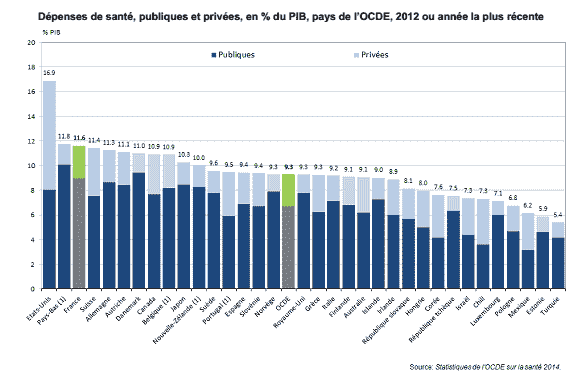 Dépenses de santé, publiques et privées, en % du PIB, pays de l'OCDE, 2012 ou année la plus récente
% PIB
Publiques
Privées
20
18
16
14
12
10
8
6
4
2
0
16.9
11.8
11.6
11.4
11.3
11.1
11.0
10.9
10.9
10.3
10.0
9.6
9.5
9.4
9.4
9.3
9.3
9.3
9.3
9.2
9.1
9.1
9.0
8.9
8.1
8.0
7.6
7.5
7.3
7.3
7.1
6.8
6.2
5.9
5.4
Etats-Unis
Pays-Bas (1)
France
Suisse
Allemagne
Autriche
Danemark
Canada
Belgique (1)
Japon
Nouvelle-Zélande (1)
Suède
Portugal (1)
Espagne
Slovénie
Norvège
OCDE
Royaume-Uni
Grèce
Italie
Finlande
Australie
Islande
Irlande
République slovaque
Hongrie
Corée
République tchèque
Israël
Chili
Luxembourg
Pologne
Mexique
Estonie
Turquie
Source: Statistiques de l'OCDE sur la santé 2014.